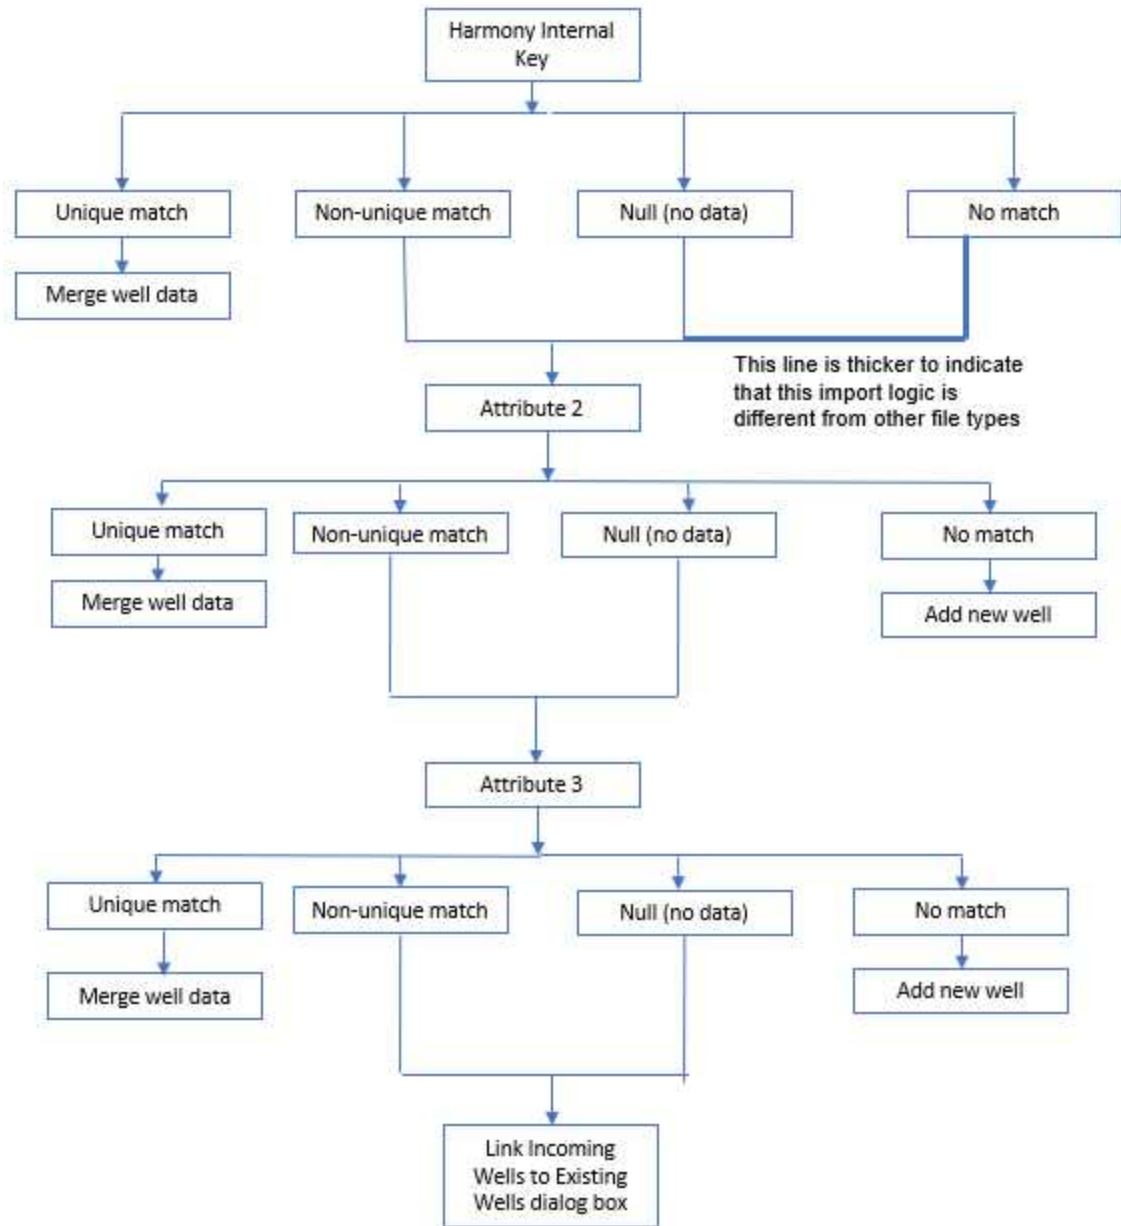 Harmony Internal
Key
Unique match
Non-unique match
Null (no data)
No match
Merge well data
This line is thicker to indicate
that this import logic is
different from other file types
Attribute 2
Unique match
Non-unique match
Null (no data)
No match
Merge well data
Add new well
Attribute 3
Unique match
Non-unique match
Null (no data)
No match
Merge well data
Add new well
Link Incoming
Wells to Existing
Wells dialog box